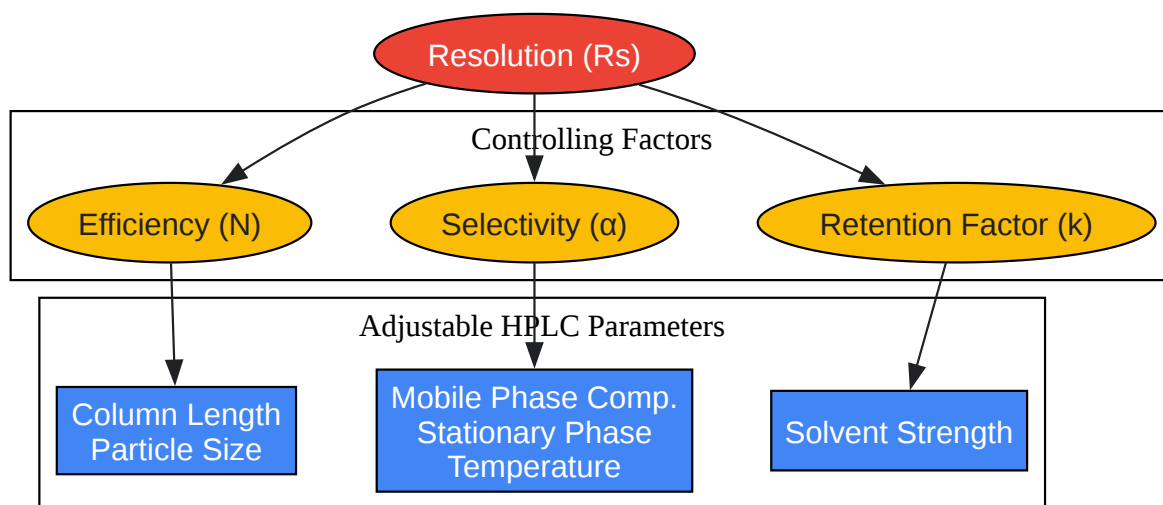 Resolution (Rs)
Controlling Factors
Efficiency (N)
Selectivity (α)
Retention Factor (k)
Adjustable HPLC Parameters
Column Length
Particle Size
Mobile Phase Comp.
Stationary Phase
Temperature
Solvent Strength